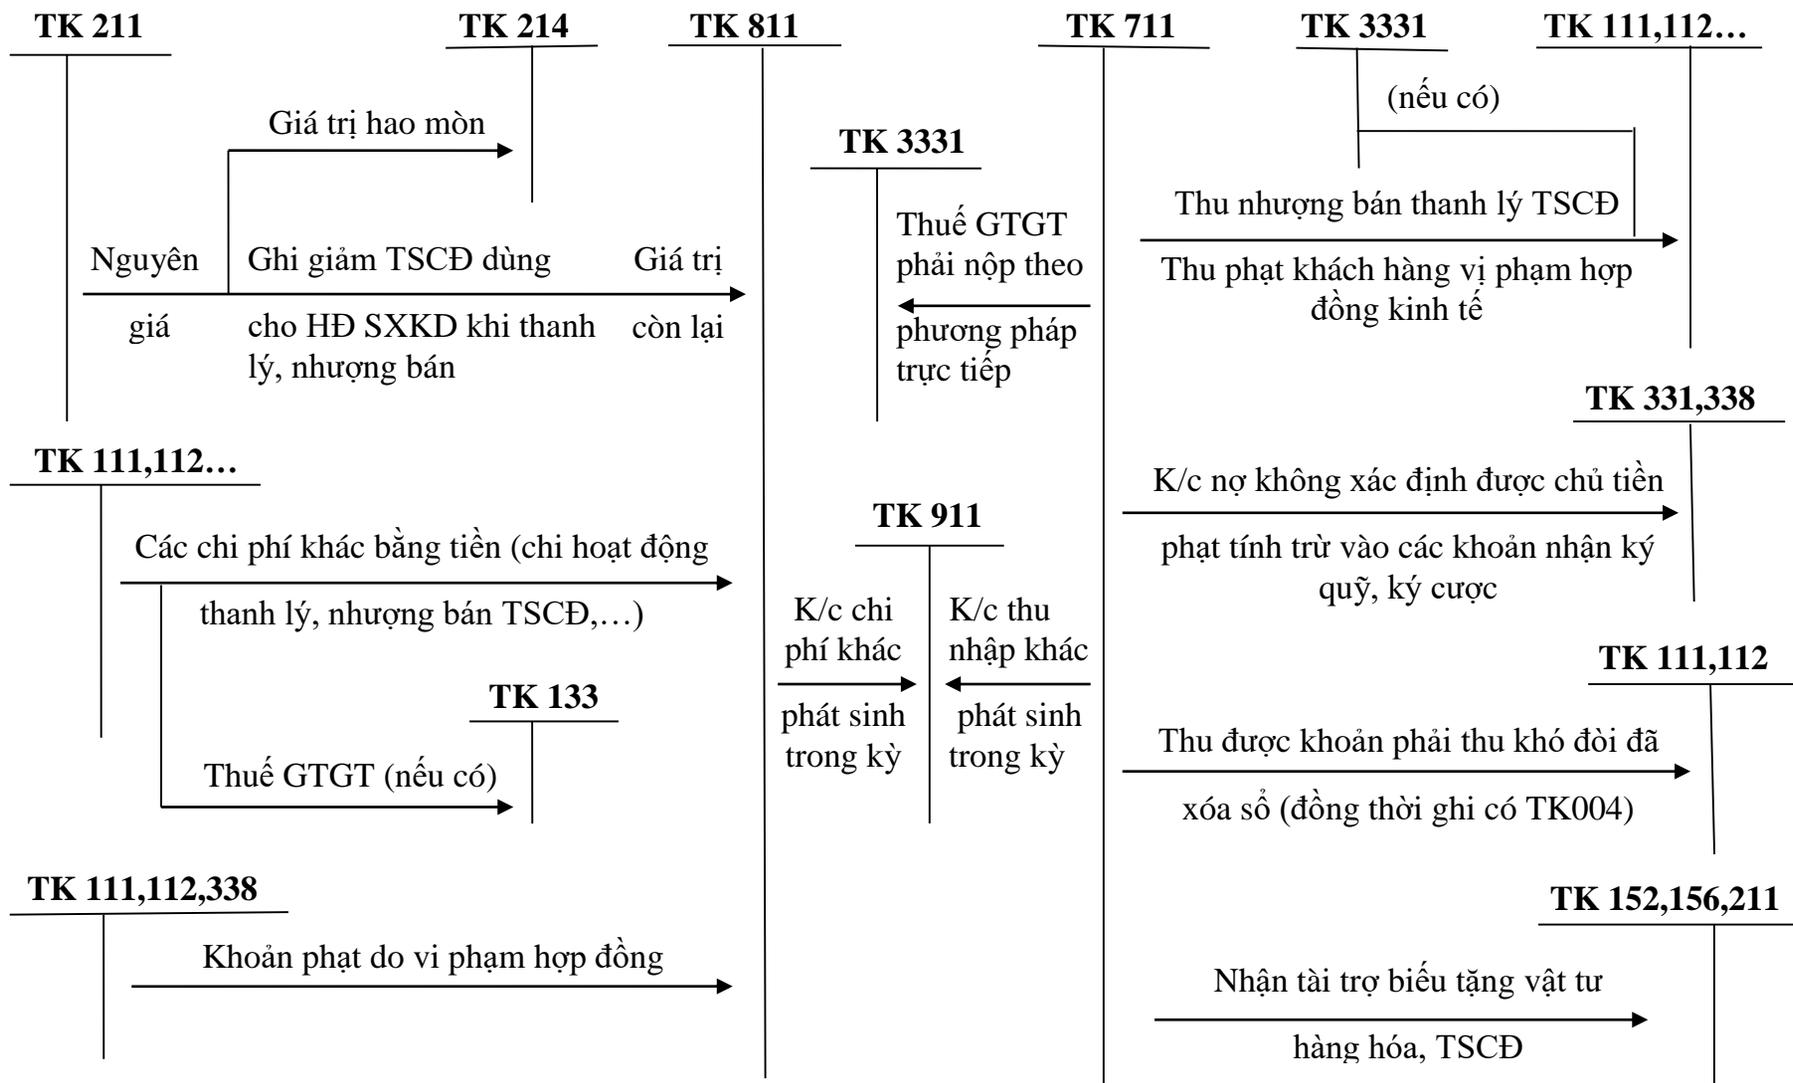 TK 211
TK 214
TK 811
TK 711
TK 3331
TK 111,112…
(nếu có)
Giá trị hao mòn
TK 3331
Thu nhượng bán thanh lý TSCĐ
Thuế GTGT
phải nộp theo
phương pháp
trực tiếp
Nguyên
giá
Ghi giảm TSCĐ dùng
cho HĐ SXKD khi thanh
lý, nhượng bán
Giá trị
còn lại
Thu phạt khách hàng vị phạm hợp
đồng kinh tế
TK 331,338
TK 111,112…
K/c nợ không xác định được chủ tiền
phạt tính trừ vào các khoản nhận ký
quỹ, ký cược
TK 911
Các chi phí khác bằng tiền (chi hoạt động
thanh lý, nhượng bán TSCĐ,…)
K/c chi
phí khác
phát sinh
trong kỳ
K/c thu
nhập khác
phát sinh
trong kỳ
TK 111,112
TK 133
Thuế GTGT (nếu có)
Thu được khoản phải thu khó đòi đã
xóa sổ (đồng thời ghi có TK004)
TK 111,112,338
TK 152,156,211
Khoản phạt do vi phạm hợp đồng
Nhận tài trợ biếu tặng vật tư
hàng hóa, TSCĐ